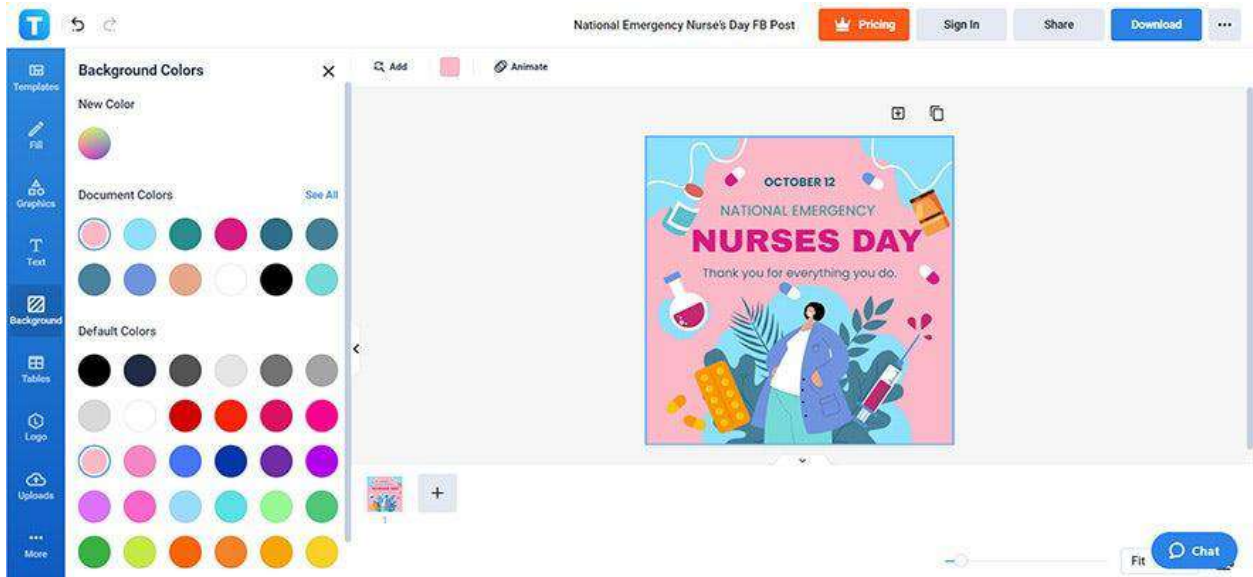 T
National Emergency Nurse's Day FB Post
Pricing
Sign In
Share
Download
Templates
Fill
Graphics
T
Text
Background
Tables
Logo
Uploads
More
Background Colors
New Color
Document Colors
See All
Default Colors
Add
Animate
OCTOBER 12
NATIONAL EMERGENCY
NURSES DAY
Thank you for everything you do.
1
Fit
Chat